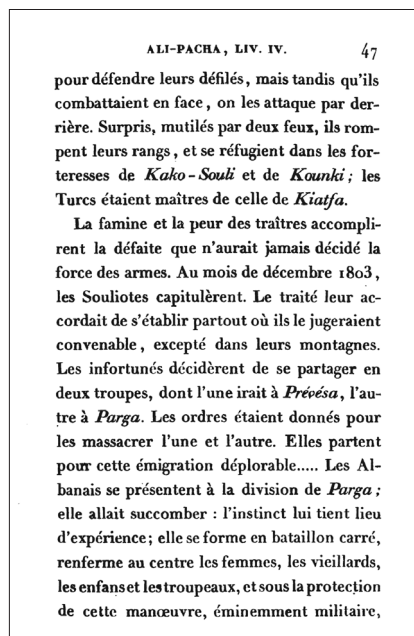 ALI-PACHA, LIV. IV. 47
pour défendre leurs défilés, mais tandis qu'ils
combattaient en face, on les attaque par der-
rière. Surpris, mutilés par deux feux, ils rom-
pent leurs rangs, et se réfugient dans les for-
teresses de Kako-Souli et de Kounki; les
Turcs étaient maîtres de celle de Kiatfa.
La famine et la peur des traîtres accompli-
rent la défaite que n'aurait jamais décidé la
force des armes. Au mois de décembre 1803,
les Souliotes capitulèrent. Le traité leur ac-
cordait de s'établir partout où ils le jugeraient
convenable, excepté dans leurs montagnes.
Les infortunés décidèrent de se partager en
deux troupes, dont l'une irait à Prévésa, l'au-
tre à Parga. Les ordres étaient donnés pour
les massacrer l'une et l'autre. Elles partent
pour cette émigration déplorable..... Les Al-
banais se présentent à la division de Parga;
elle allait succomber : l'instinct lui tient lieu
d'expérience; elle se forme en bataillon carré,
renferme au centre les femmes, les vieillards,
les enfans et les troupeaux, et sous la protection
de cette manœuvre, éminemment militaire,